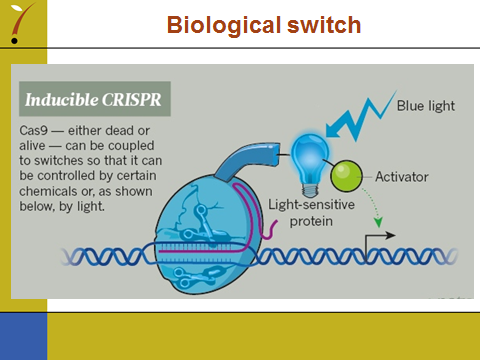 Biological switch
Inducible CRISPR
Cas9 — either dead or
alive — can be coupled
to switches so that it can
be controlled by certain
chemicals or, as shown
below, by light.
Blue light
Activator
Light-sensitive
protein